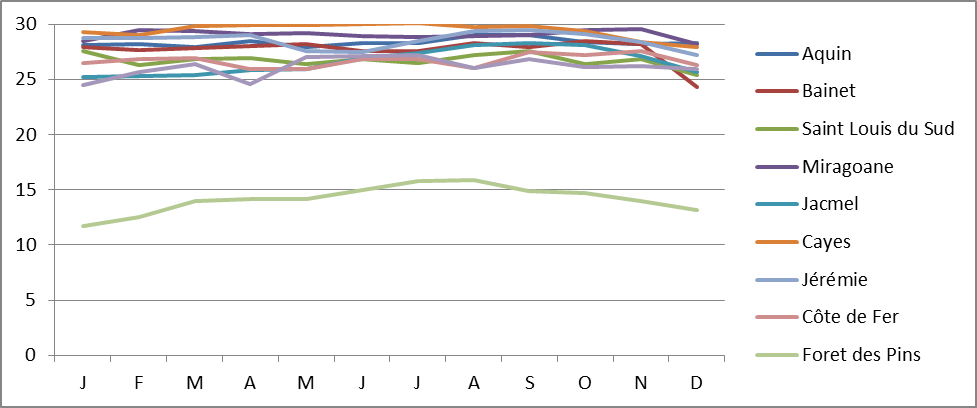 30
25
20
15
10
5
0
J F M A M J J A S O N D
Aquin
Bainet
Saint Louis du Sud
Miragoane
Jacmel
Cayes
Jérémie
Côte de Fer
Foret des Pins